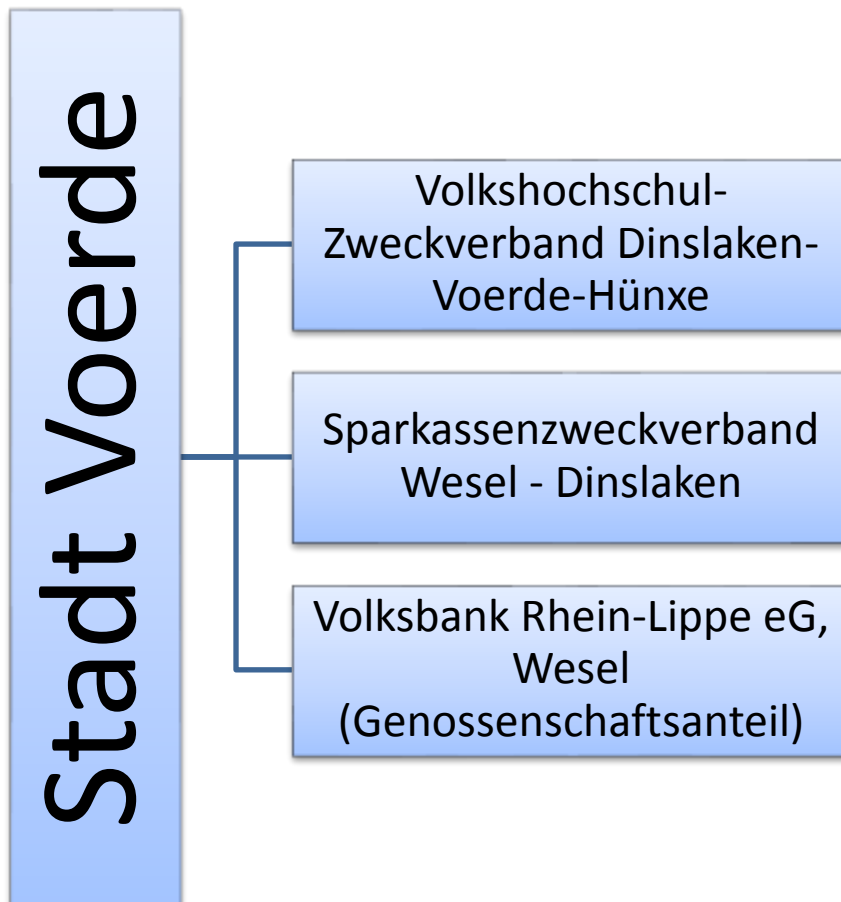 Stadt Voerde
Volkshochschul-
Zweckverband Dinslaken-
Voerde-Hünxe
Sparkassenzweckverband
Wesel - Dinslaken
Volksbank Rhein-Lippe eG,
Wesel
(Genossenschaftsanteil)